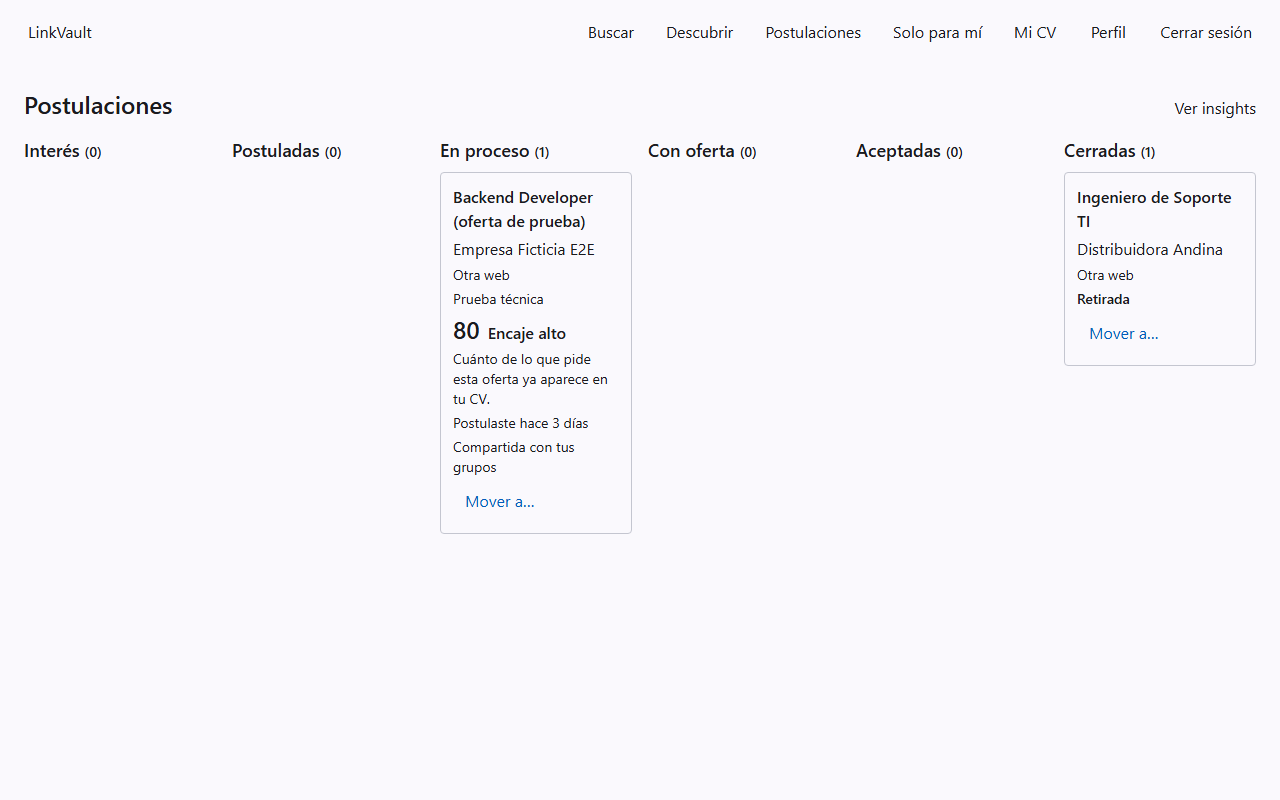 LinkVault
Buscar
Descubrir
Postulaciones
Solo para mí
Mi CV
Perfil
Cerrar sesión
Postulaciones
Ver insights
Interés (0)
Postuladas (0)
En proceso (1)
Backend Developer
(oferta de prueba)
Empresa Ficticia E2E
Otra web
Prueba técnica
80 Encaje alto
Cuánto de lo que pide
esta oferta ya aparece en
tu CV.
Postulaste hace 3 días
Compartida con tus
grupos
Mover a...
Con oferta (0)
Aceptadas (0)
Cerradas (1)
Ingeniero de Soporte
TI
Distribuidora Andina
Otra web
Retirada
Mover a...